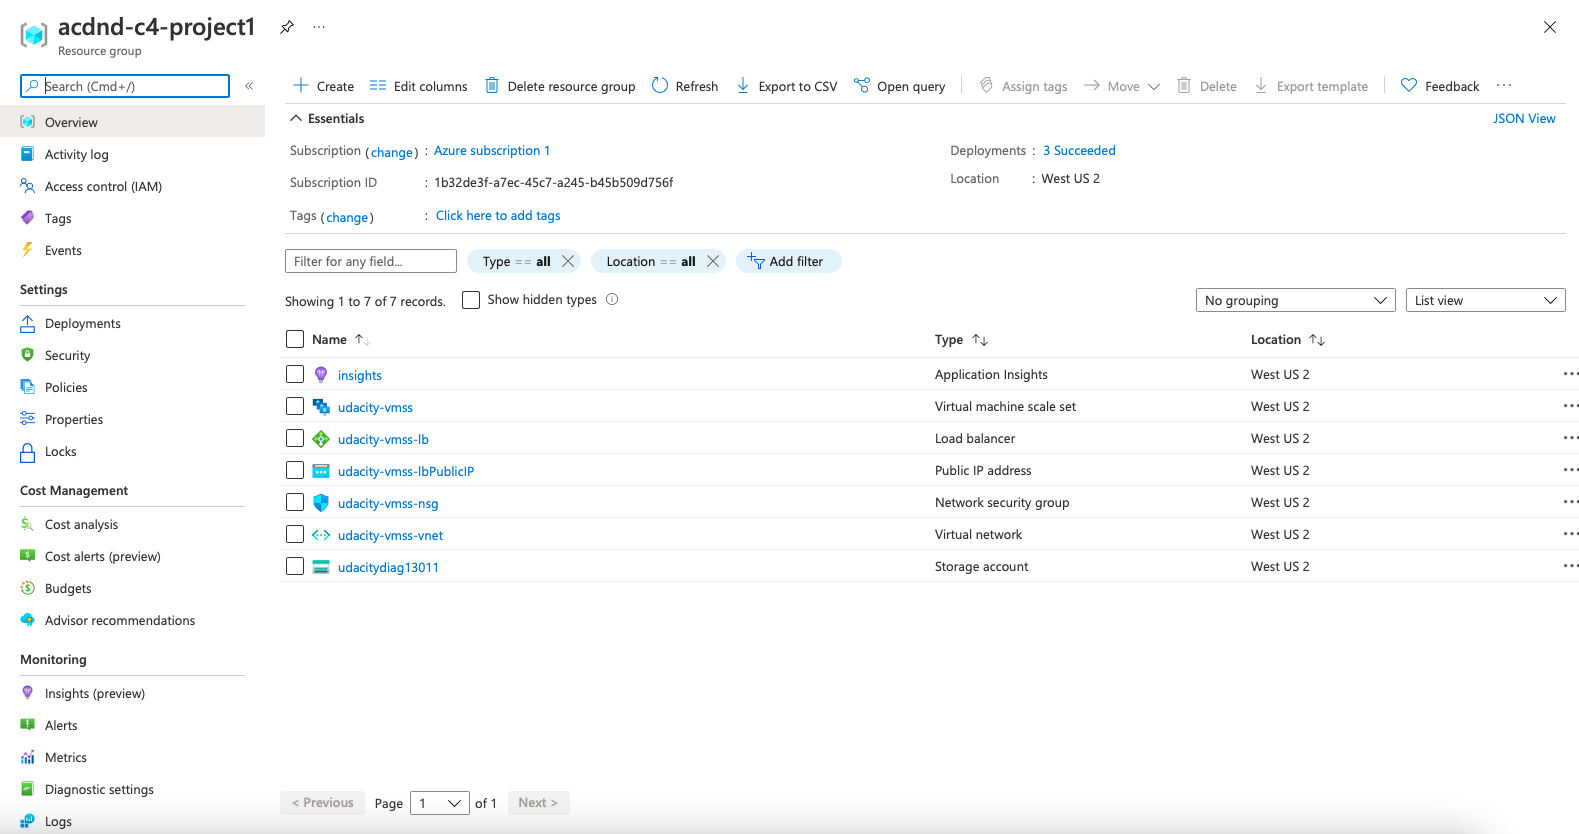 acdnd-c4-project1 ...
Resource group
Search (Cmd+/) «
Overview
Activity log
Access control (IAM)
Tags
Events
Settings
Deployments
Security
Policies
Properties
Locks
Cost Management
Cost analysis
Cost alerts (preview)
Budgets
Advisor recommendations
Monitoring
Insights (preview)
Alerts
Metrics
Diagnostic settings
Logs
Create Edit columns Delete resource group Refresh Export to CSV Open query Assign tags Move Delete Export template Feedback ...
Essentials JSON View
Subscription (change) : Azure subscription 1 Deployments : 3 Succeeded
Subscription ID : 1b32de3f-a7ec-45c7-a245-b45b509d756f Location : West US 2
Tags (change) : Click here to add tags
Filter for any field... Type == all Location == all Add filter
Showing 1 to 7 of 7 records. Show hidden types No grouping List view
Name Type Location
insights Application Insights West US 2 ...
udacity-vmss Virtual machine scale set West US 2 ...
udacity-vmss-lb Load balancer West US 2 ...
udacity-vmss-lbPublicIP Public IP address West US 2 ...
udacity-vmss-nsg Network security group West US 2 ...
udacity-vmss-vnet Virtual network West US 2 ...
udacitydiag13011 Storage account West US 2 ...
< Previous Page 1 of 1 Next >